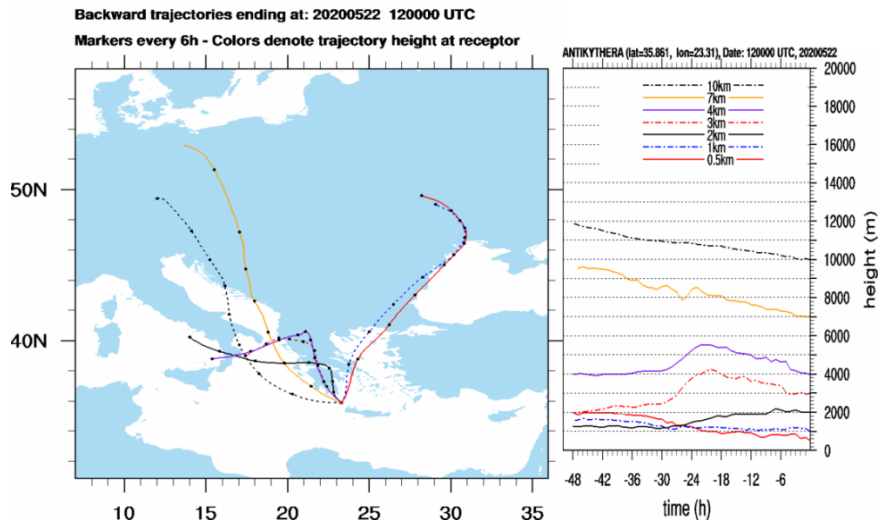 Backward trajectories ending at: 20200522 120000 UTC
Markers every 6h - Colors denote trajectory height at receptor
ANTIKYTHERA (lat=35.861, lon=23.31), Date: 120000 UTC, 20200522
50N
40N
10 15 20 25 30 35
10km
7km
4km
3km
2km
1km
0.5km
20000
18000
16000
14000
12000
10000
8000
6000
4000
2000
0
height (m)
-48 -42 -36 -30 -24 -18 -12 -6
time (h)